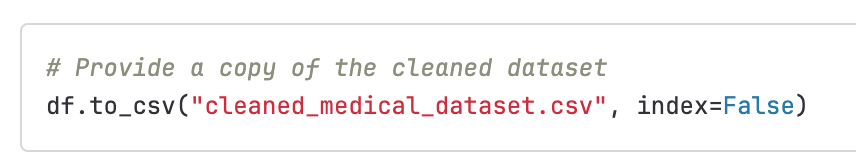 # Provide a copy of the cleaned dataset
df.to_csv("cleaned_medical_dataset.csv", index=False)